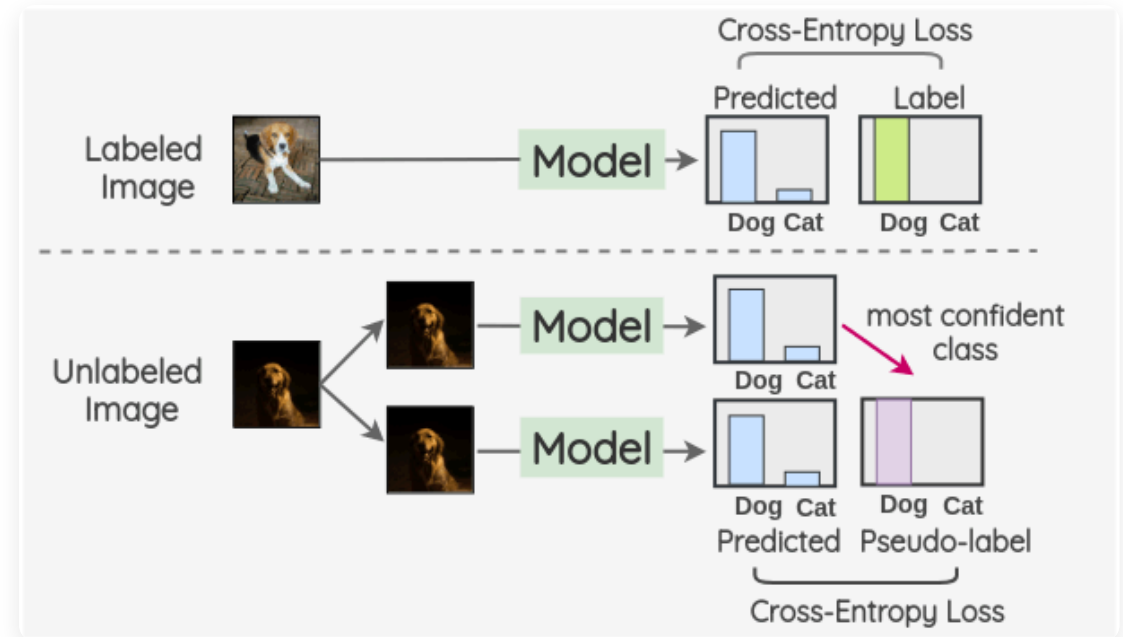 Cross-Entropy Loss
Predicted Label
Labeled
Image
Model
Dog Cat
Dog Cat
Unlabeled
Image
Model
Dog Cat
most confident
class
Model
Dog Cat
Dog Cat
Predicted Pseudo-label
Cross-Entropy Loss